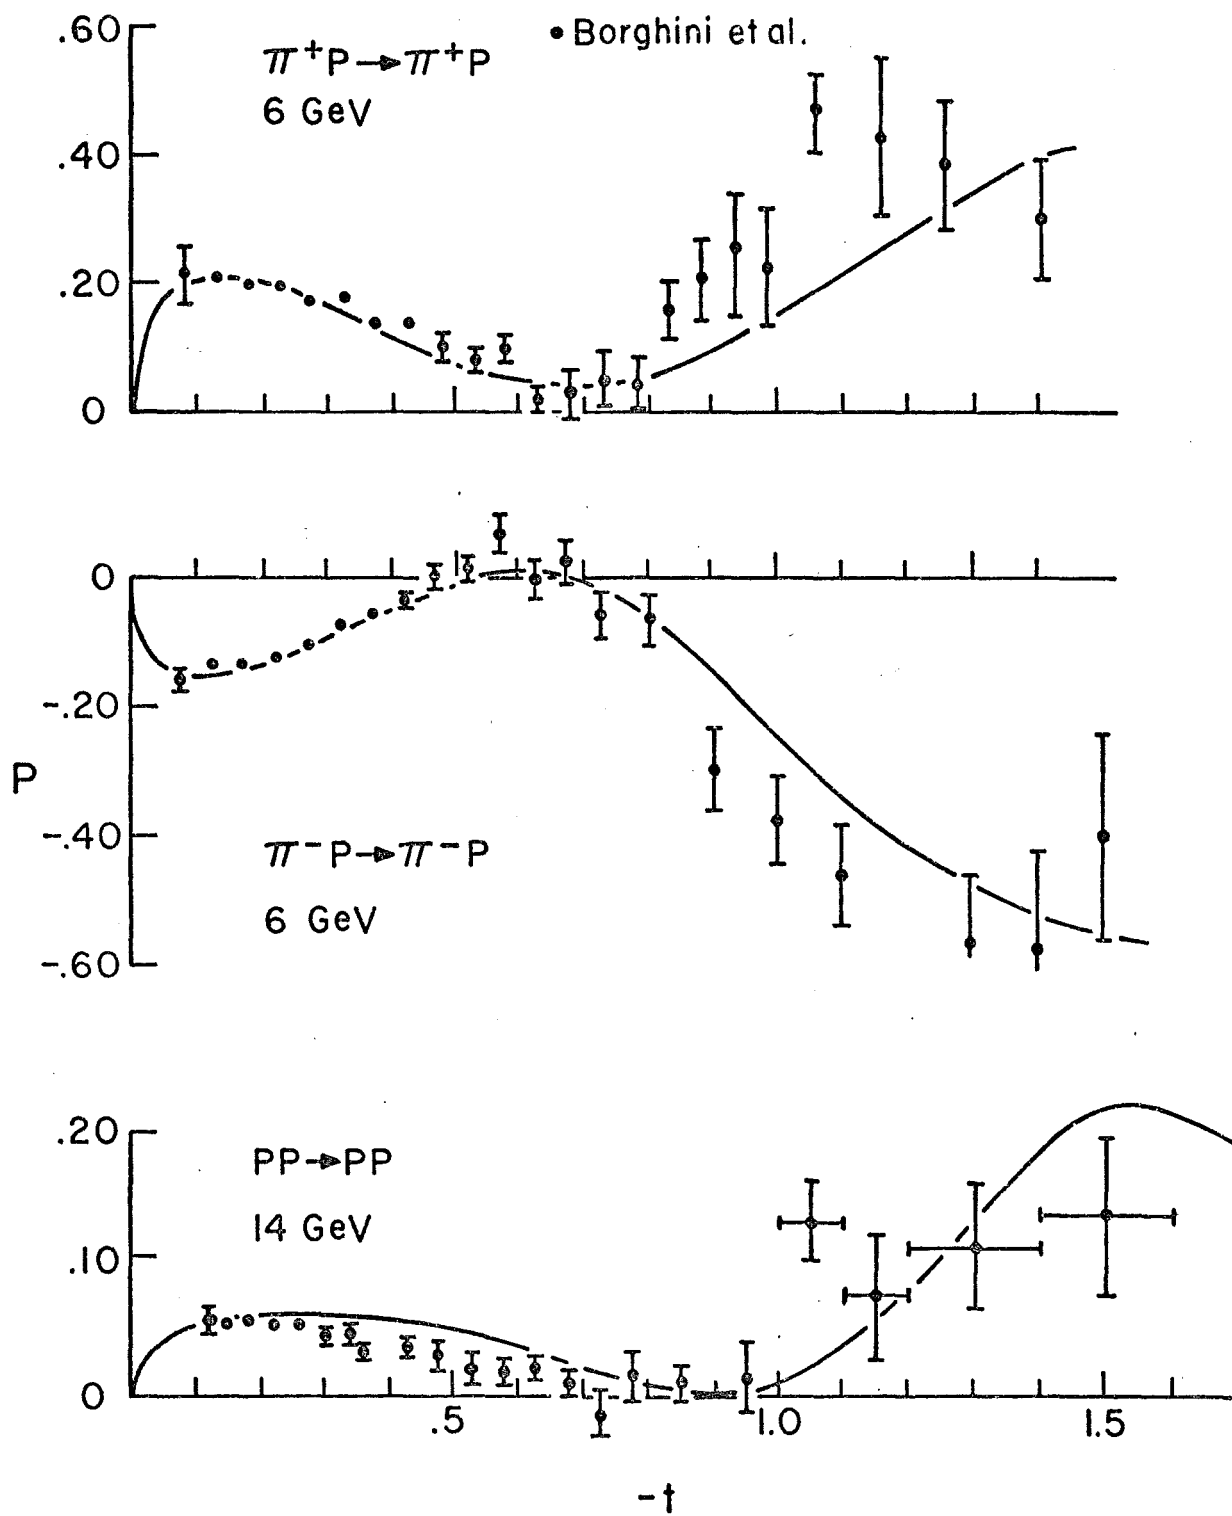 .60
π⁺P→π⁺P
• Borghini et al.
6 GeV
.40
.20
0
0
-.20
P
-.40
π⁻P→π⁻P
6 GeV
-.60
.20
PP→PP
14 GeV
.10
0
.5
1.0
1.5
-t